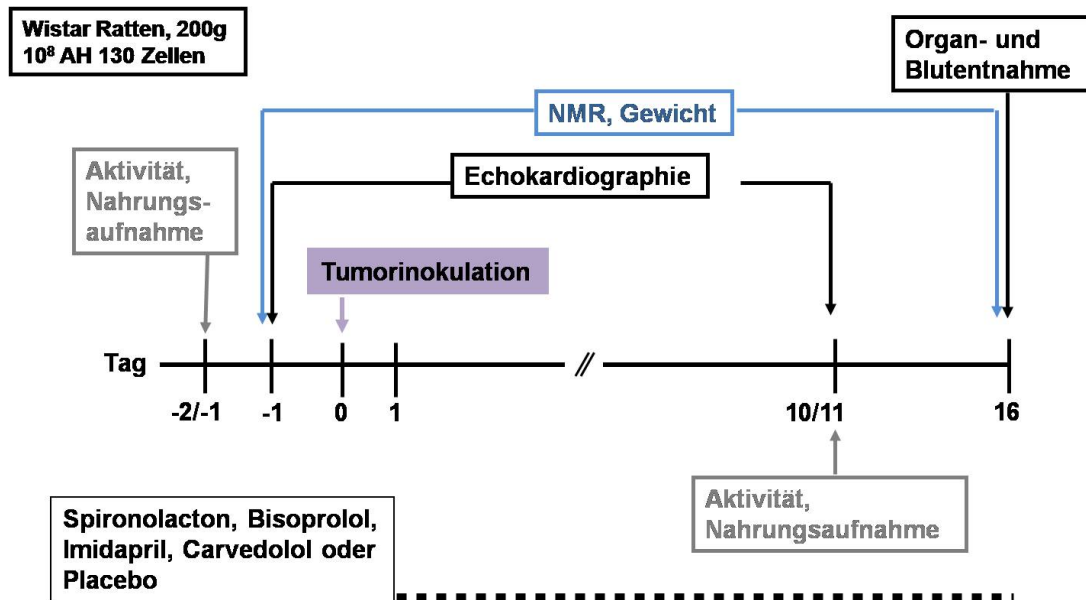 Wistar Ratten, 200g
10⁸ AH 130 Zellen
Organ- und
Blutentnahme
NMR, Gewicht
Aktivität,
Nahrungs-
aufnahme
Echokardiographie
Tumorinokulation
Tag
-2/-1 -1 0 1 10/11 16
Aktivität,
Nahrungsaufnahme
Spironolacton, Bisoprolol,
Imidapril, Carvedolol oder
Placebo